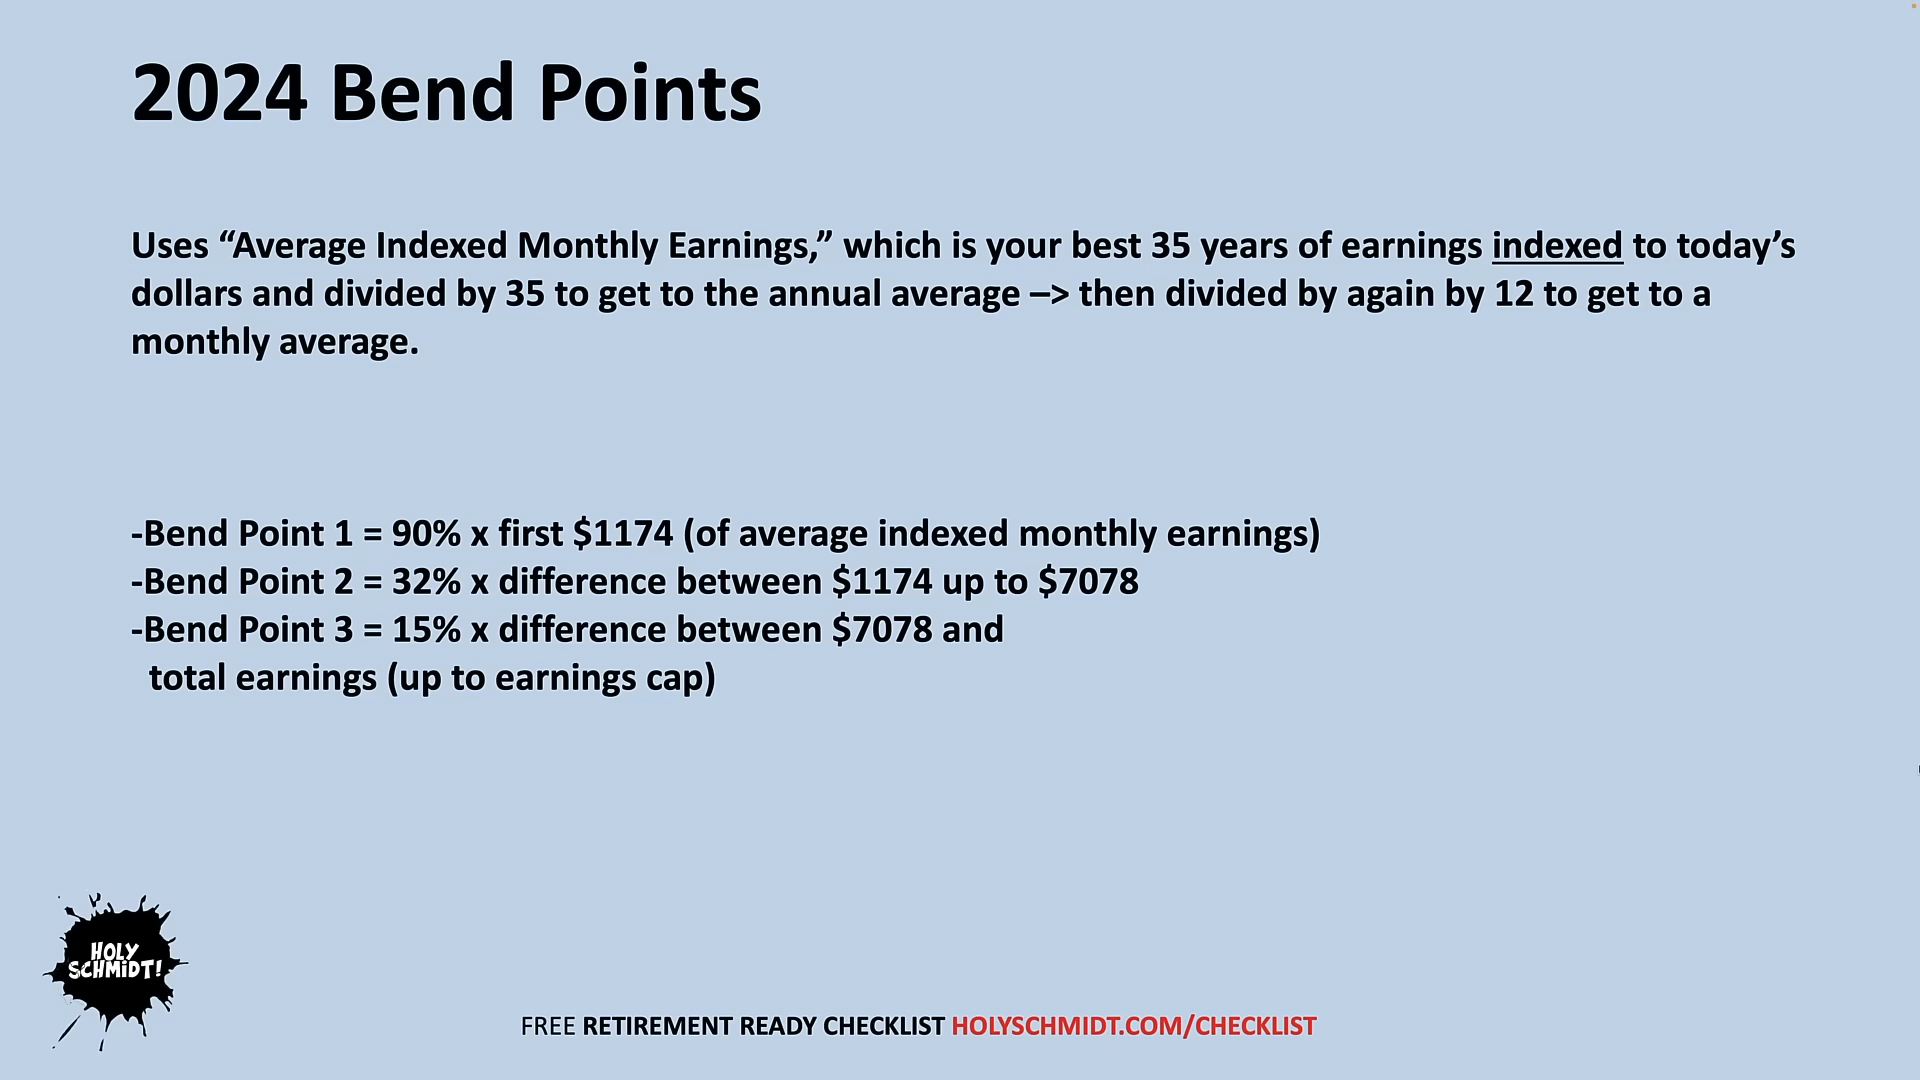 2024 Bend Points
Uses “Average Indexed Monthly Earnings,” which is your best 35 years of earnings indexed to today’s
dollars and divided by 35 to get to the annual average –> then divided by again by 12 to get to a
monthly average.
-Bend Point 1 = 90% x first $1174 (of average indexed monthly earnings)
-Bend Point 2 = 32% x difference between $1174 up to $7078
-Bend Point 3 = 15% x difference between $7078 and
total earnings (up to earnings cap)
HOLY
SCHMiDT!
FREE RETIREMENT READY CHECKLIST HOLYSCHMIDT.COM/CHECKLIST